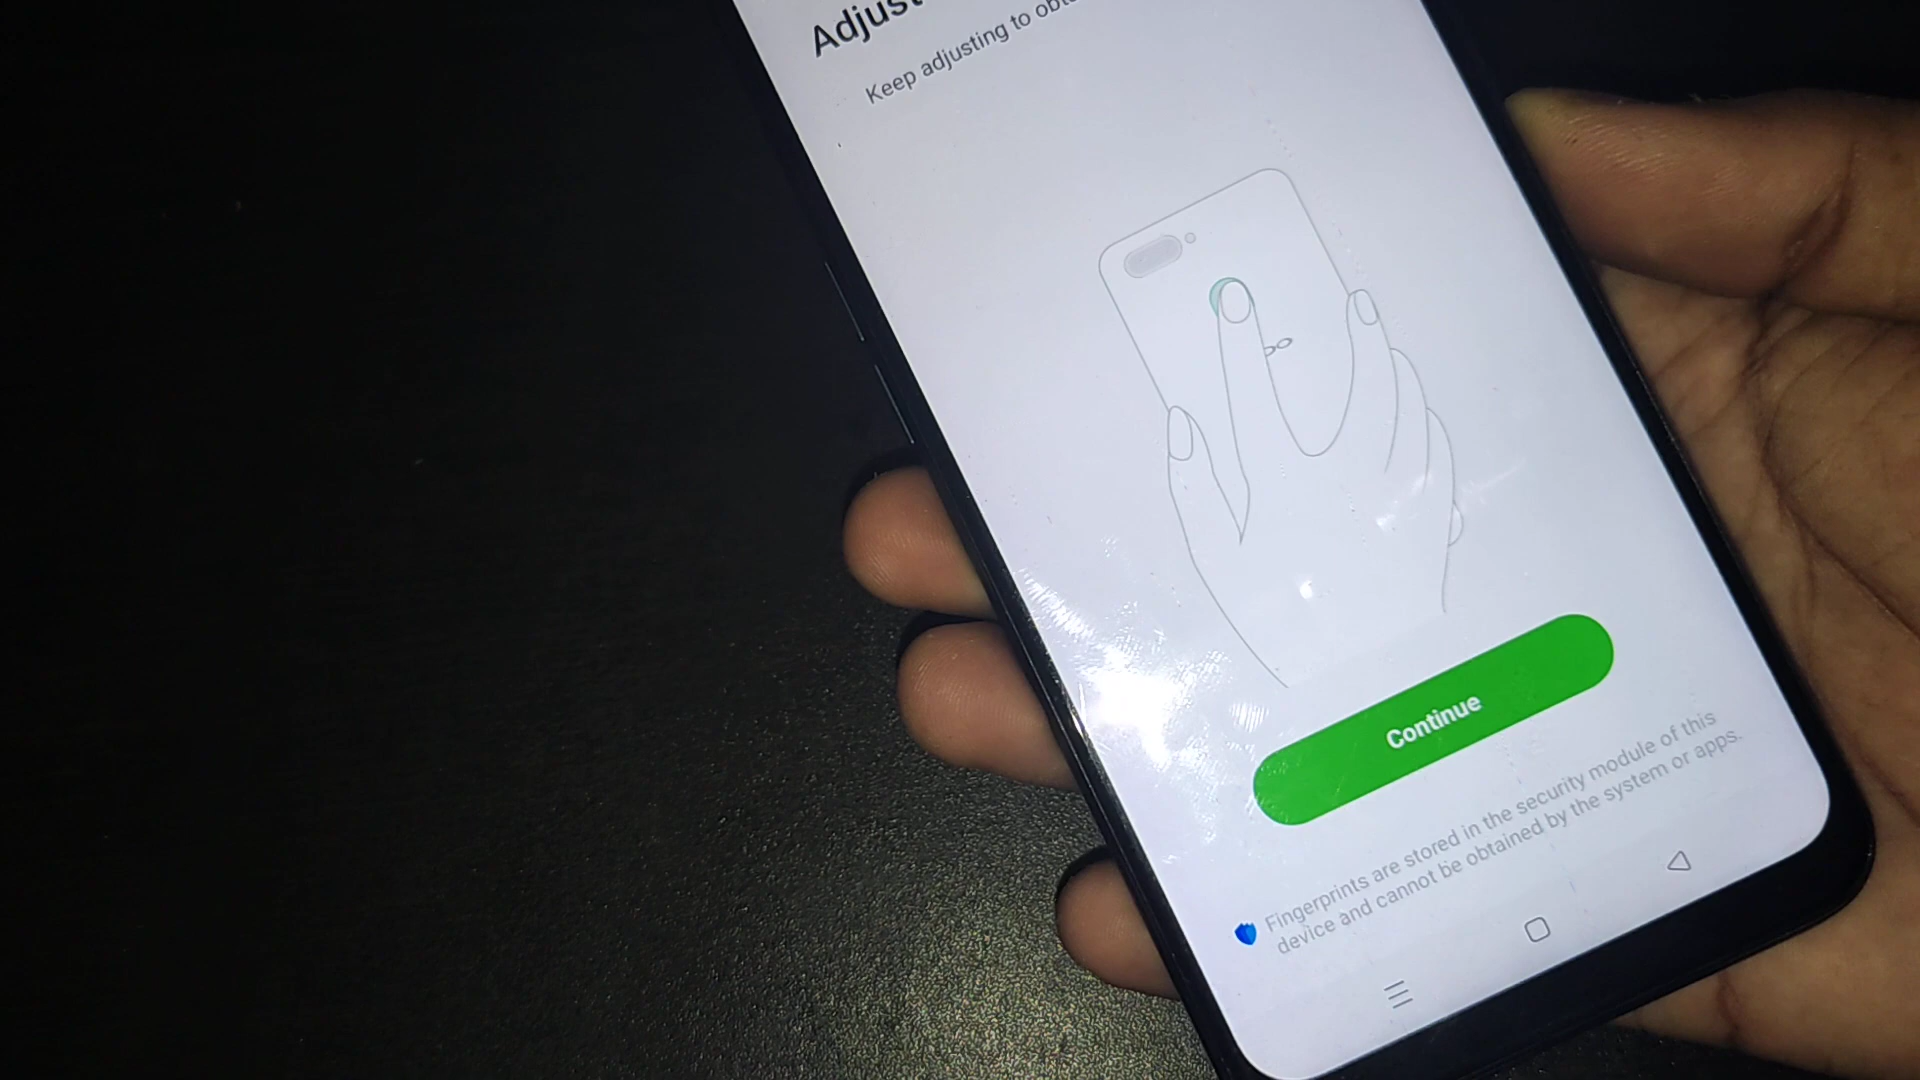 Adjust
Keep adjusting to
Continue
Fingerprints are stored in the security module of this
device and cannot be obtained by the system or apps.